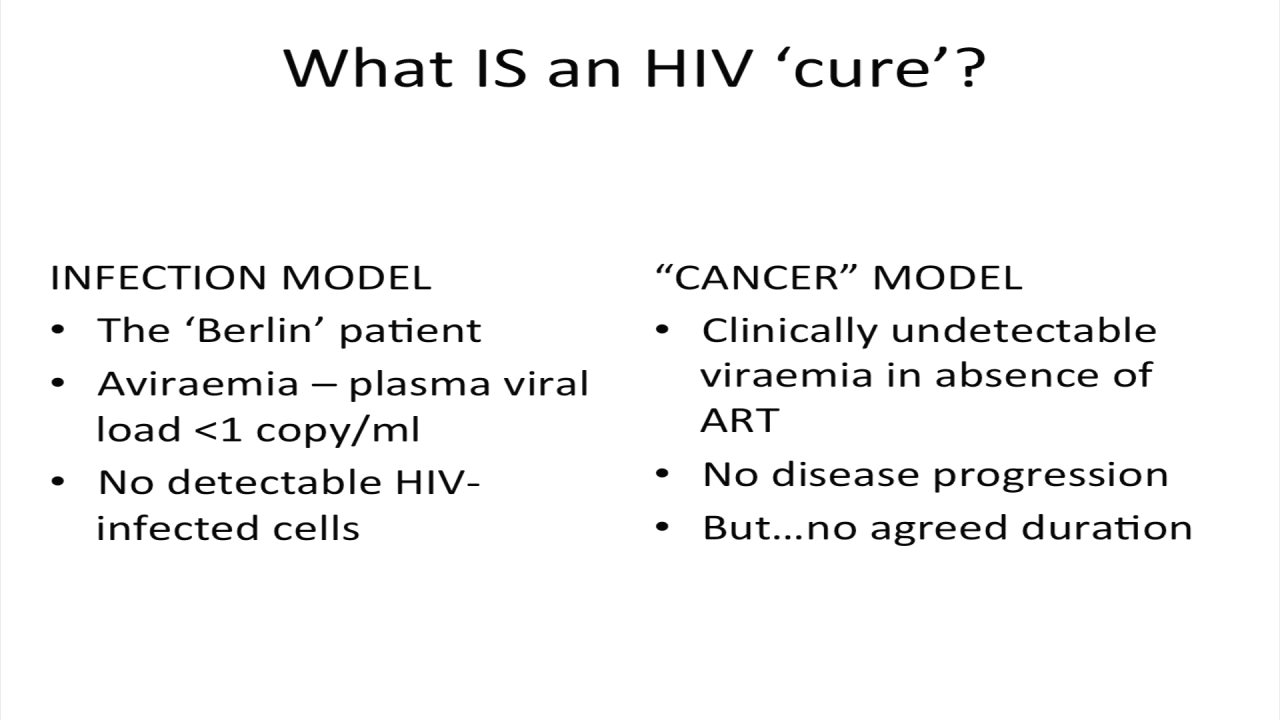 What IS an HIV ‘cure’?
INFECTION MODEL
• The ‘Berlin’ patient
• Aviraemia – plasma viral
load <1 copy/ml
• No detectable HIV-
infected cells
“CANCER” MODEL
• Clinically undetectable
viraemia in absence of
ART
• No disease progression
• But...no agreed duration